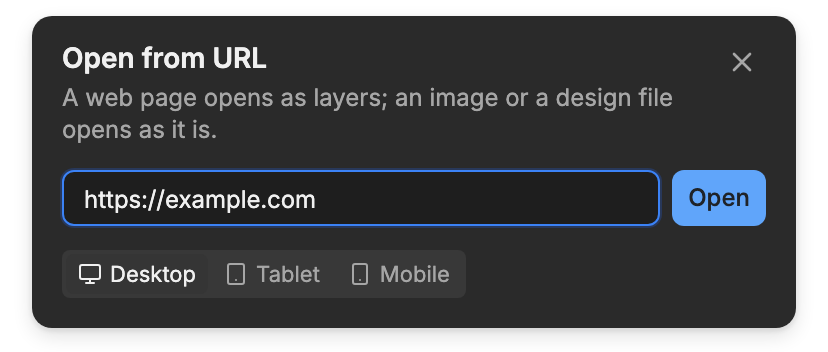 Open from URL
A web page opens as layers; an image or a design file
opens as it is.
https://example.com
Open
Desktop
Tablet
Mobile